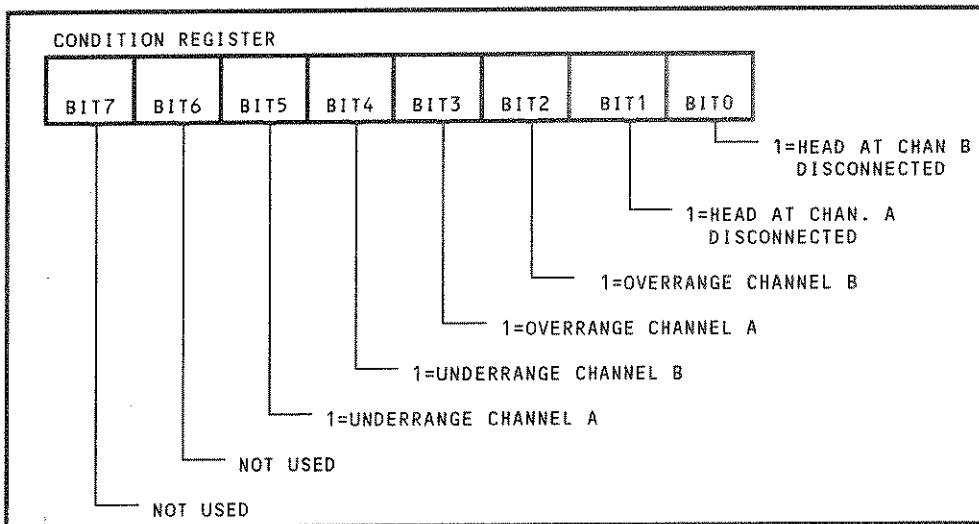 CONDITION REGISTER
BIT7 BIT6 BIT5 BIT4 BIT3 BIT2 BIT1 BIT0
1=HEAD AT CHAN B
DISCONNECTED
1=HEAD AT CHAN. A
DISCONNECTED
1=OVERRANGE CHANNEL B
1=OVERRANGE CHANNEL A
1=UNDERRANGE CHANNEL B
1=UNDERRANGE CHANNEL A
NOT USED
NOT USED